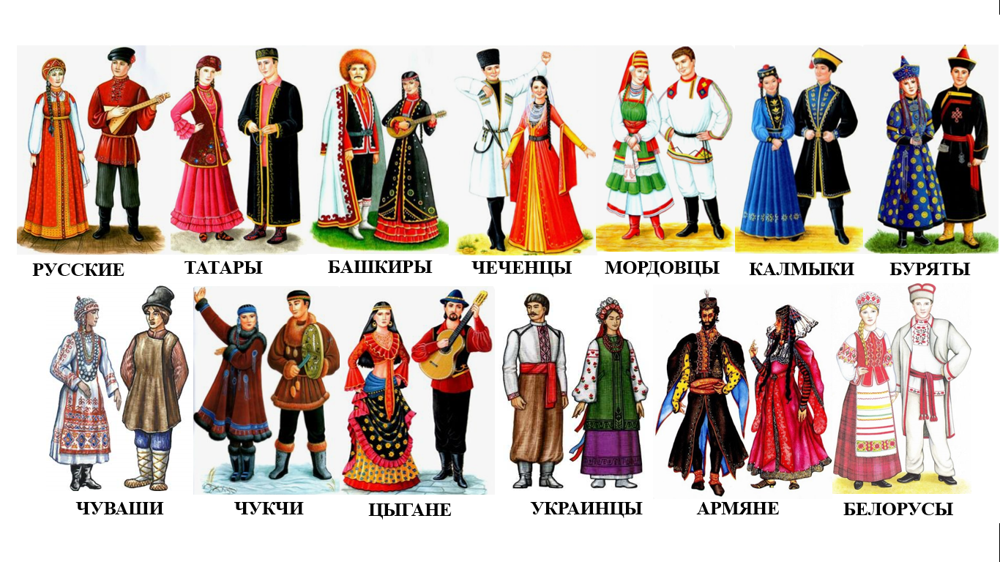 РУССКИЕ
ТАТАРЫ
БАШКИРЫ
ЧЕЧЕНЦЫ
МОРДОВЦЫ
КАЛМЫКИ
БУРЯТЫ
ЧУВАШИ
ЧУКЧИ
ЦЫГАНЕ
УКРАИНЦЫ
АРМЯНЕ
БЕЛОРУСЫ